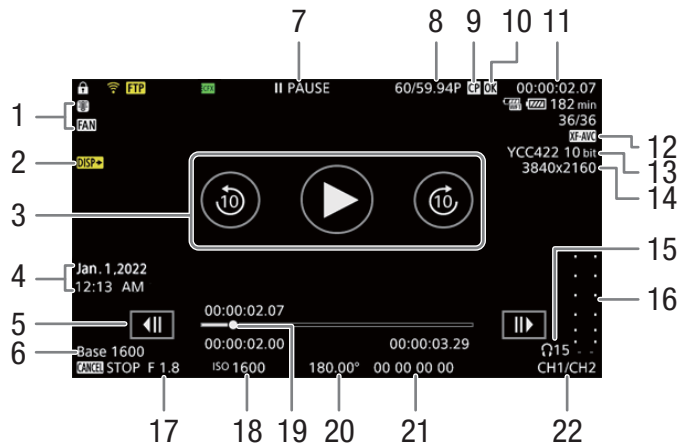 7 8 9 10 11
FTP II PAUSE 60/59.94P CP OK 00:00:02.07
182 min
1 FAN 36/36
XF-AVC 12
2 DISP YCC422 10 bit 13
3840x2160 14
3 10 10
15
4 Jan. 1,2022 16
12:13 AM
00:00:02.07
5
00:00:02.00 00:00:03.29
6 Base 1600 15
CANCEL STOP F 1.8 ISO 1600 180.00° 00 00 00 00 CH1/CH2
17 18 19 20 21 22